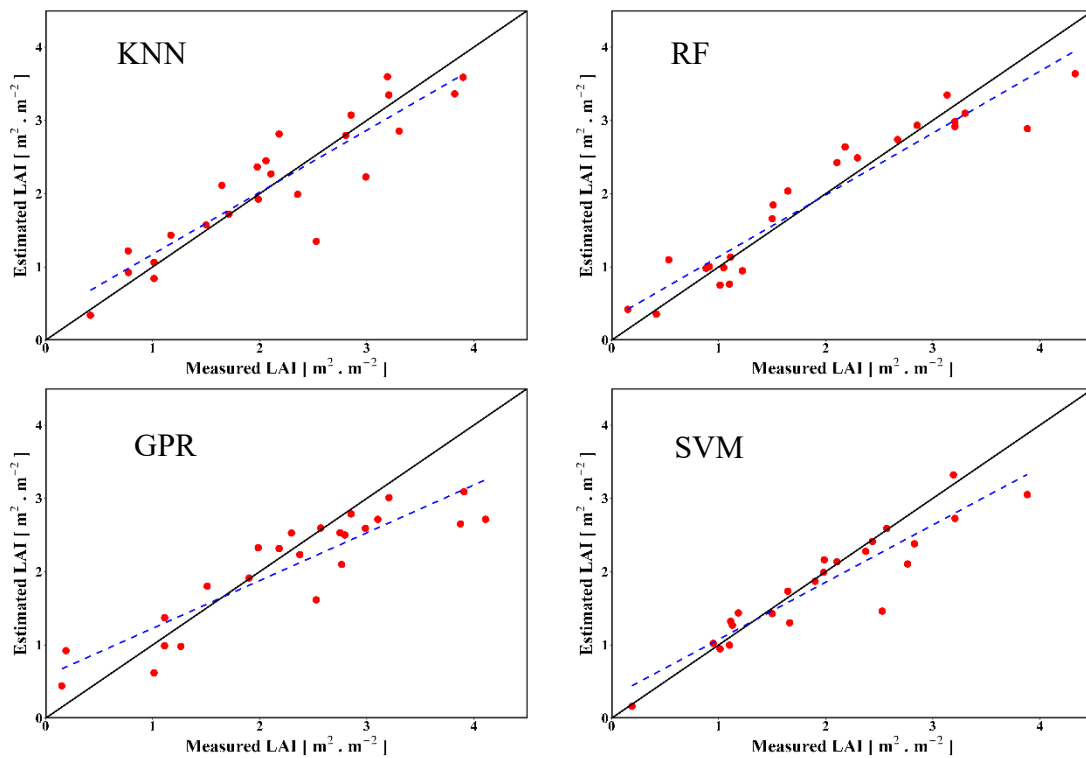 KNN
Estimated LAI [ m² . m⁻² ]
4
3
2
1
0
0 1 2 3 4
Measured LAI [ m² . m⁻² ]
RF
Estimated LAI [ m² . m⁻² ]
4
3
2
1
0
0 1 2 3 4
Measured LAI [ m² . m⁻² ]
GPR
Estimated LAI [ m² . m⁻² ]
4
3
2
1
0
0 1 2 3 4
Measured LAI [ m² . m⁻² ]
SVM
Estimated LAI [ m² . m⁻² ]
4
3
2
1
0
0 1 2 3 4
Measured LAI [ m² . m⁻² ]